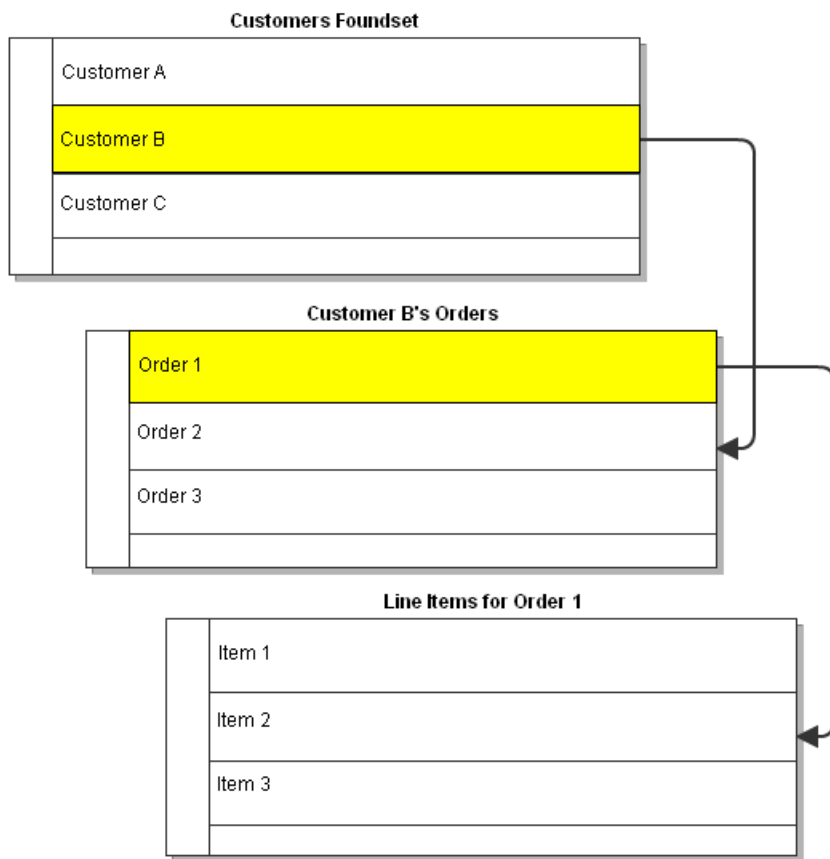 Customers Foundset
Customer A
Customer B
Customer C
Customer B's Orders
Order 1
Order 2
Order 3
Line Items for Order 1
Item 1
Item 2
Item 3